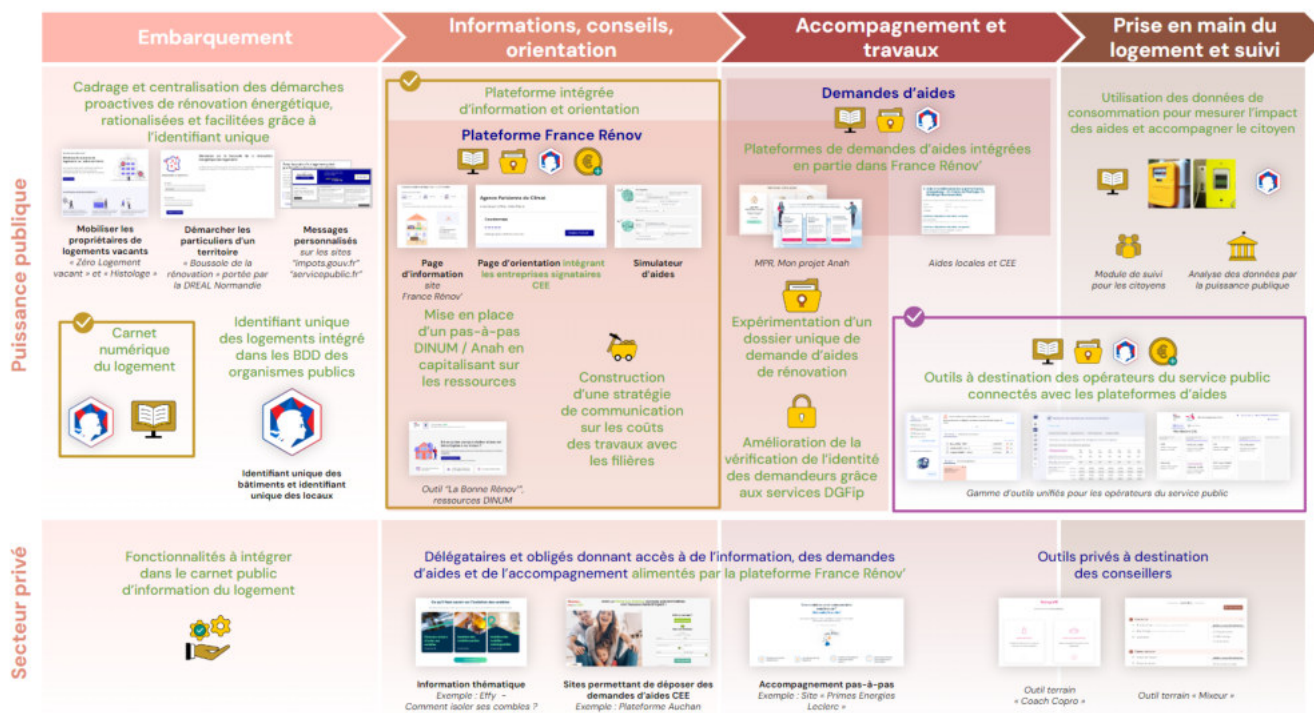 Embarquement
Informations, conseils,
orientation
Accompagnement et
travaux
Prise en main du
logement et suivi
Puissance publique
Cadrage et centralisation des démarches
proactives de rénovation énergétique,
rationalisées et facilitées grâce à
l'identifiant unique
Mobiliser les
propriétaires de
logements vacants
« Zéro Logement
vacant » et « Histologe »
Démarcher les
particuliers d'un
territoire
« Boussole de la
rénovation » portée par
la DREAL Normandie
Messages
personnalisés
sur les sites
"impots.gouv.fr"
"servicepublic.fr"
Carnet
numérique
du logement
Identifiant unique
des logements intégré
dans les BDD des
organismes publics
Identifiant unique des
bâtiments et identifiant
unique des locaux
Plateforme intégrée
d'information et orientation
Plateforme France Rénov
Agence Parisienne du Climat
Page
d'information
site
France Rénov'
Page d'orientation intégrant
les entreprises signataires
CEE
Simulateur
d'aides
Mise en place
d'un pas-à-pas
DINUM / Anah en
capitalisant sur
les ressources
Outil "La Bonne Rénov'",
ressources DINUM
Construction
d'une stratégie
de communication
sur les coûts
des travaux avec
les filières
Demandes d'aides
Plateformes de demandes d'aides intégrées
en partie dans France Rénov'
MPR, Mon projet Anah
Aides locales et CEE
Expérimentation d'un
dossier unique de
demande d'aides
de rénovation
Amélioration de la
vérification de l'identité
des demandeurs grâce
aux services DGFip
Utilisation des données de
consommation pour mesurer l'impact
des aides et accompagner le citoyen
Module de suivi
pour les citoyens
Analyse des données par
la puissance publique
Outils à destination des opérateurs du service public
connectés avec les plateformes d'aides
Gamme d'outils unifiés pour les opérateurs du service public
Secteur privé
Fonctionnalités à intégrer
dans le carnet public
d'information du logement
Délégataires et obligés donnant accès à de l'information, des demandes
d'aides et de l'accompagnement alimentés par la plateforme France Rénov'
Information thématique
Exemple : Effy –
Comment isoler ses combles ?
Sites permettant de déposer des
demandes d'aides CEE
Exemple : Plateforme Auchan
Accompagnement pas-à-pas
Exemple : Site « Primes Energies
Leclerc »
Outils privés à destination
des conseillers
Outil terrain
« Coach Copro »
Outil terrain « Mixeur »